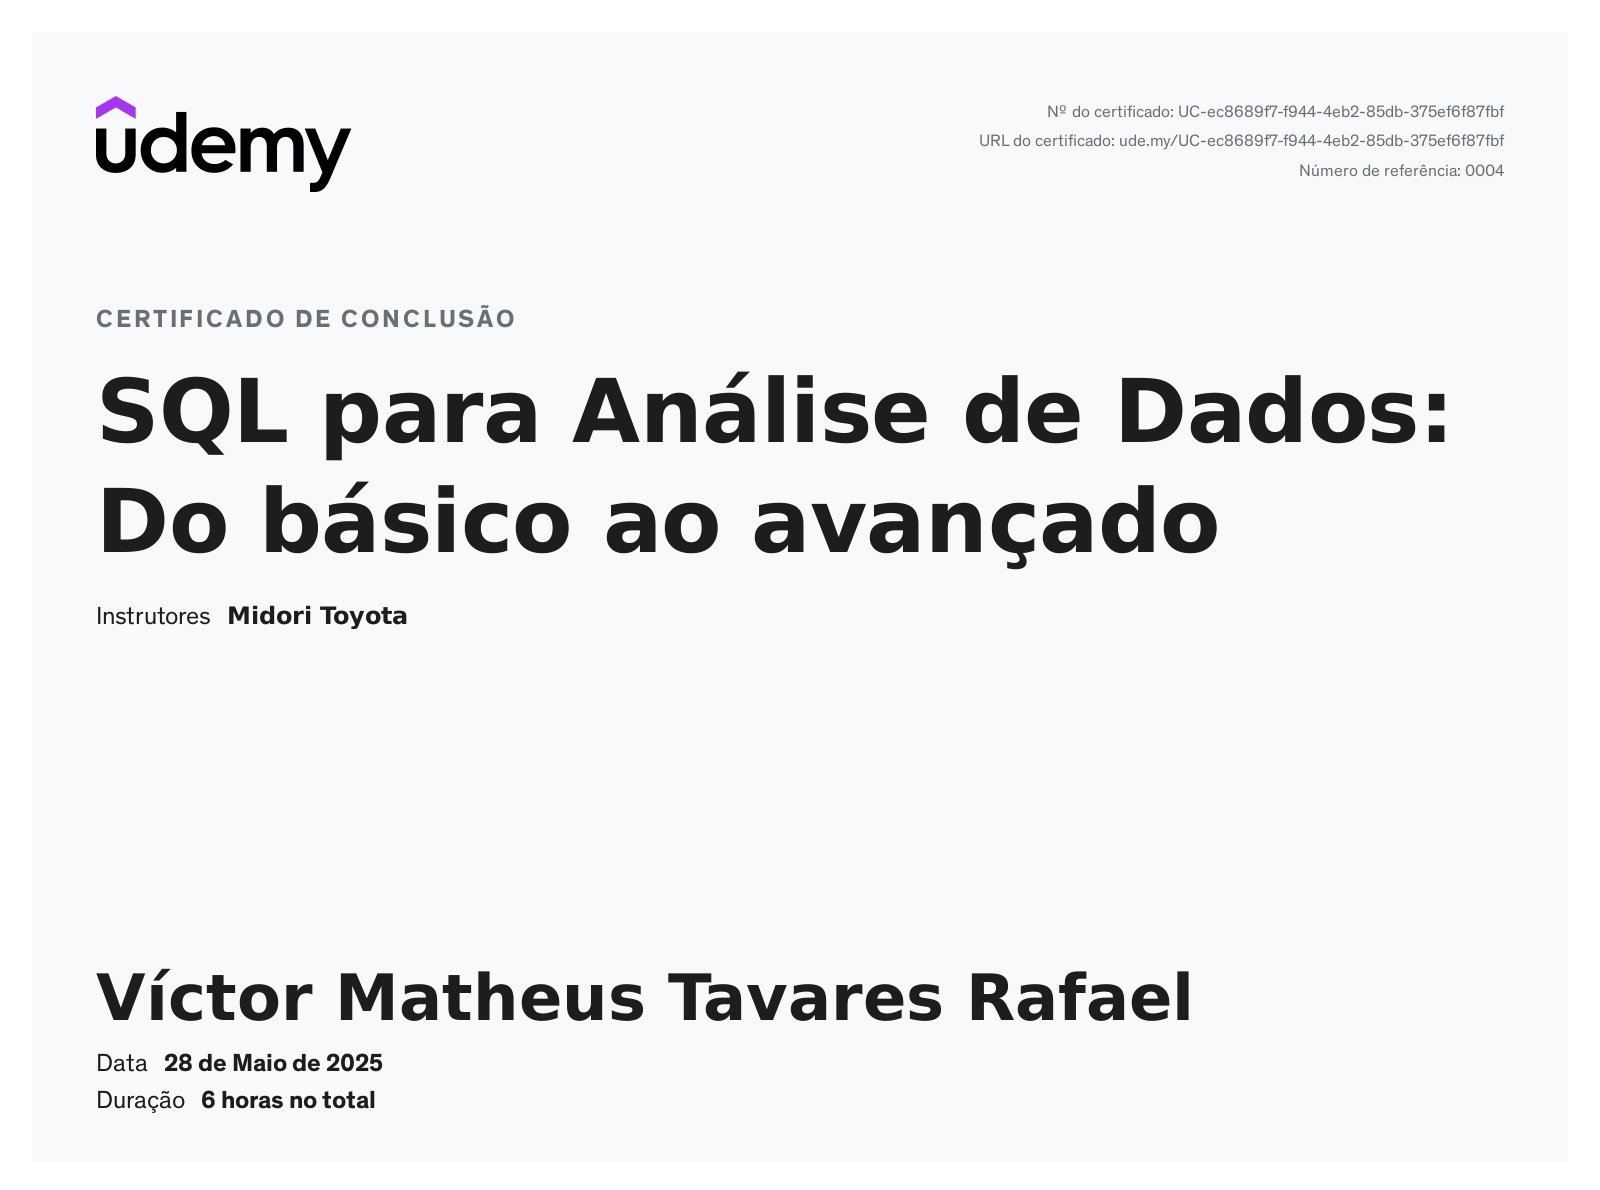 udemy
Nº do certificado: UC-ec8689f7-f944-4eb2-85db-375ef6f87fbf
URL do certificado: ude.my/UC-ec8689f7-f944-4eb2-85db-375ef6f87fbf
Número de referência: 0004
CERTIFICADO DE CONCLUSÃO
SQL para Análise de Dados:
Do básico ao avançado
Instrutores Midori Toyota
Víctor Matheus Tavares Rafael
Data 28 de Maio de 2025
Duração 6 horas no total